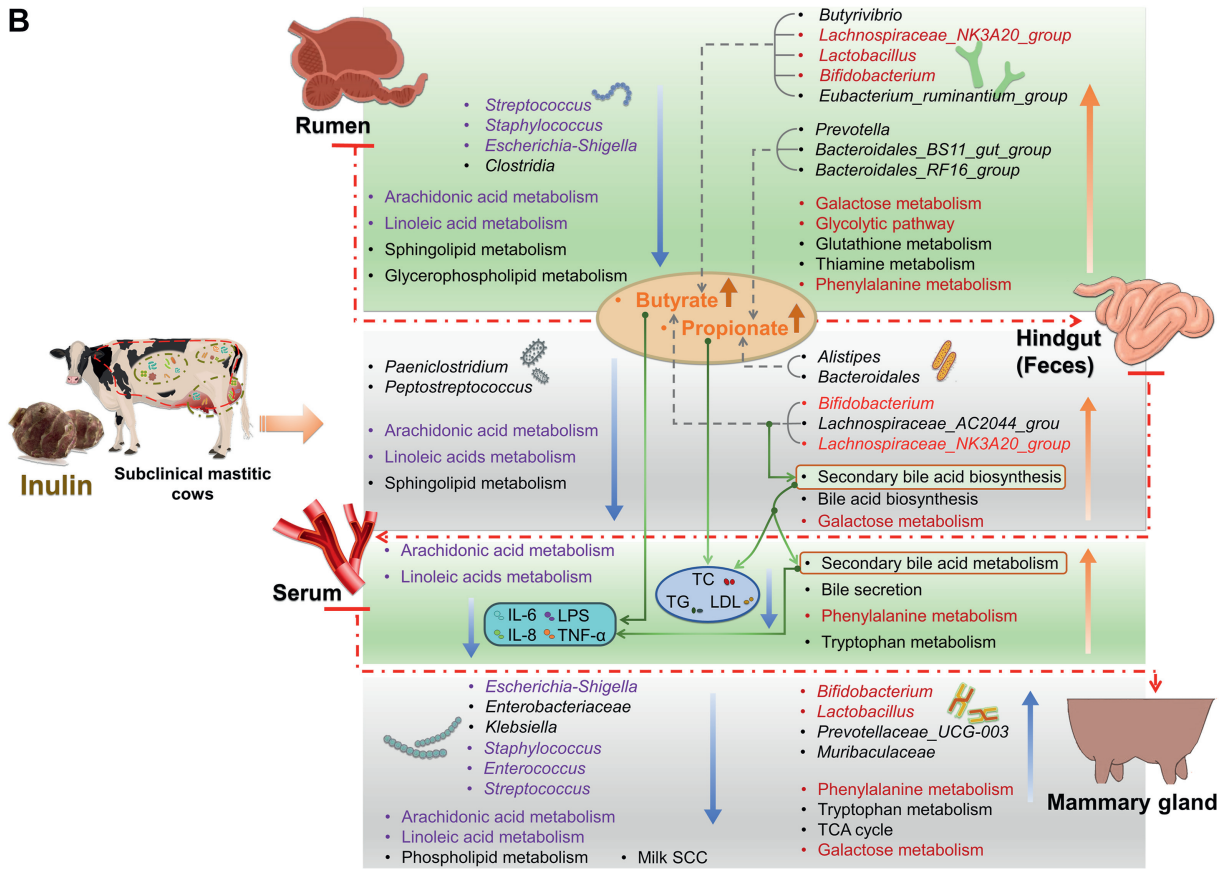 B
Rumen
• Streptococcus
• Staphylococcus
• Escherichia-Shigella
• Clostridia
• Arachidonic acid metabolism
• Linoleic acid metabolism
• Sphingolipid metabolism
• Glycerophospholipid metabolism
• Butyrivibrio
• Lachnospiraceae_NK3A20_group
• Lactobacillus
• Bifidobacterium
• Eubacterium_ruminantium_group
• Prevotella
• Bacteroidales_BS11_gut_group
• Bacteroidales_RF16_group
• Galactose metabolism
• Glycolytic pathway
• Glutathione metabolism
• Thiamine metabolism
• Phenylalanine metabolism
• Butyrate
• Propionate
Hindgut
(Feces)
Inulin
Subclinical mastitic
cows
• Paeniclostridium
• Peptostreptococcus
• Arachidonic acid metabolism
• Linoleic acids metabolism
• Sphingolipid metabolism
• Alistipes
• Bacteroidales
• Bifidobacterium
• Lachnospiraceae_AC2044_grou
• Lachnospiraceae_NK3A20_group
• Secondary bile acid biosynthesis
• Bile acid biosynthesis
• Galactose metabolism
Serum
• Arachidonic acid metabolism
• Linoleic acids metabolism
IL-6 LPS
IL-8 TNF-α
TC
TG LDL
• Secondary bile acid metabolism
• Bile secretion
• Phenylalanine metabolism
• Tryptophan metabolism
• Escherichia-Shigella
• Enterobacteriaceae
• Klebsiella
• Staphylococcus
• Enterococcus
• Streptococcus
• Arachidonic acid metabolism
• Linoleic acid metabolism
• Phospholipid metabolism
• Milk SCC
• Bifidobacterium
• Lactobacillus
• Prevotellaceae_UCG-003
• Muribaculaceae
• Phenylalanine metabolism
• Tryptophan metabolism
• TCA cycle
• Galactose metabolism
Mammary gland